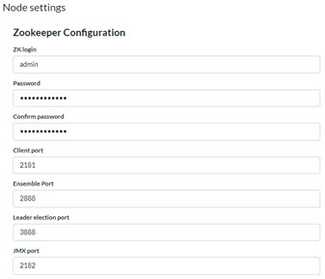 Node settings
Zookeeper Configuration
ZK login
admin
Password
••••••••••••
Confirm password
••••••••••••
Client port
2181
Ensemble Port
2888
Leader election port
3888
JMX port
2182